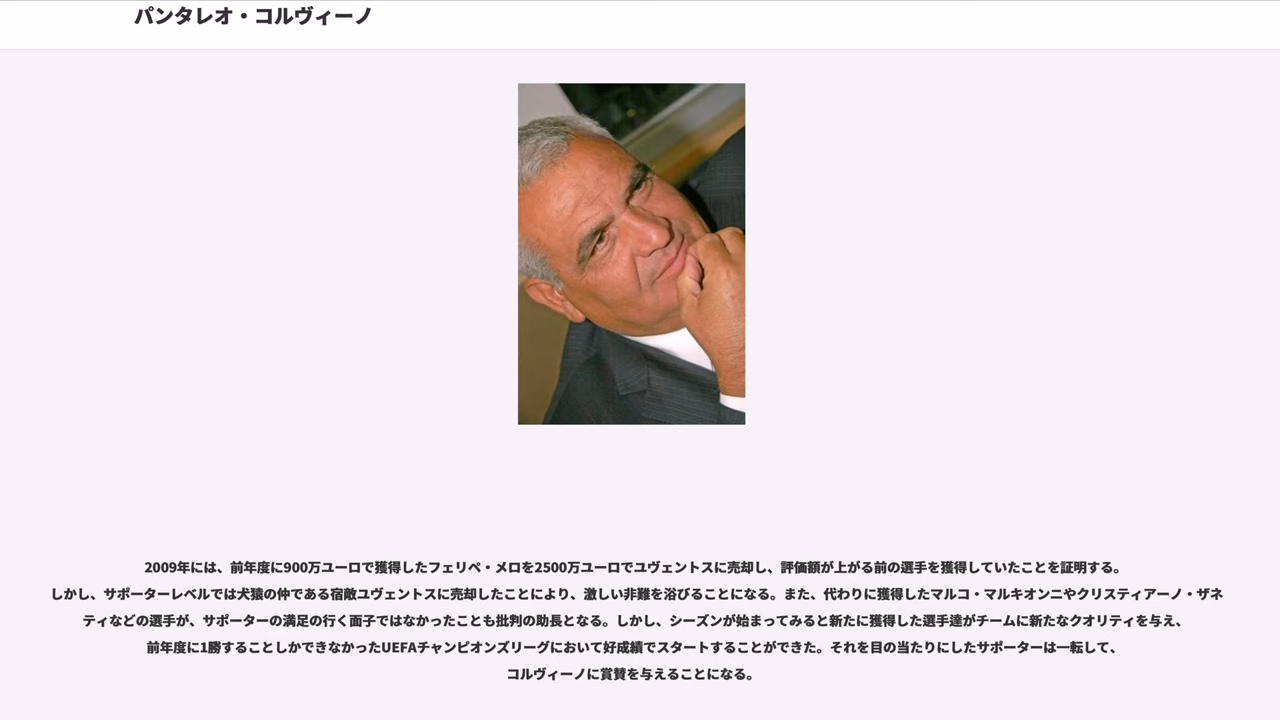 パンタレオ・コルヴィーノ
2009年には、前年度に900万ユーロで獲得したフェリペ・メロを2500万ユーロでユヴェントスに売却し、評価額が上がる前の選手を獲得していたことを証明する。
しかし、サポーターレベルでは犬猿の仲である宿敵ユヴェントスに売却したことにより、激しい非難を浴びることになる。また、代わりに獲得したマルコ・マルキオンニやクリスティアーノ・ザネ
ティなどの選手が、サポーターの満足の行く面子ではなかったことも批判の助長となる。しかし、シーズンが始まってみると新たに獲得した選手達がチームに新たなクオリティを与え、
前年度に1勝することしかできなかったUEFAチャンピオンズリーグにおいて好成績でスタートすることができた。それを目の当たりにしたサポーターは一転して、
コルヴィーノに賞賛を与えることになる。